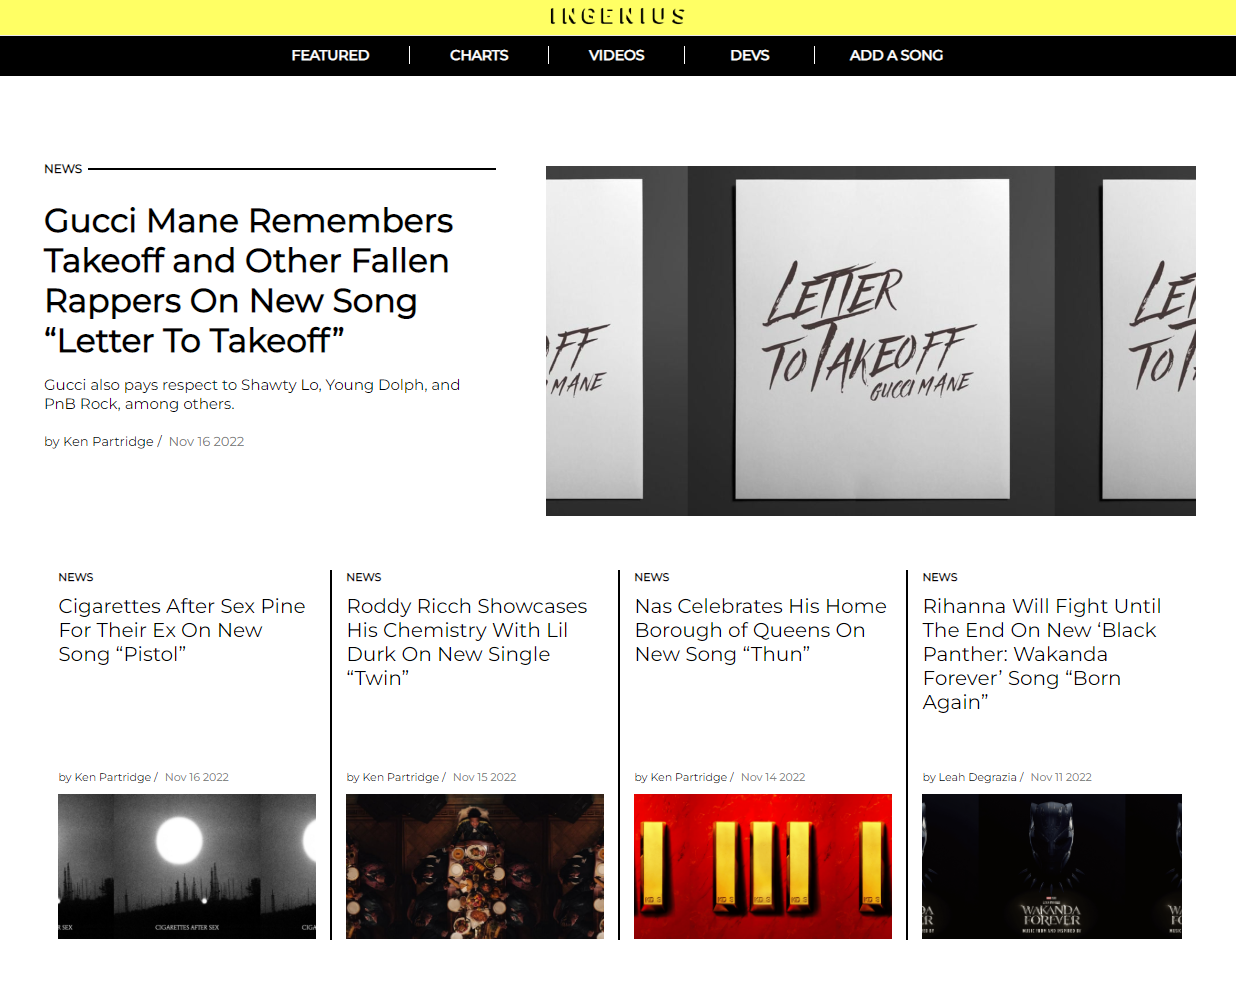 INGENIUS
FEATURED
CHARTS
VIDEOS
DEVS
ADD A SONG
NEWS
Gucci Mane Remembers
Takeoff and Other Fallen
Rappers On New Song
“Letter To Takeoff”
Gucci also pays respect to Shawty Lo, Young Dolph, and
PnB Rock, among others.
by Ken Partridge / Nov 16 2022
LETTER
TO TAKEOFF
GUCCI MANE
NEWS
Cigarettes After Sex Pine
For Their Ex On New
Song “Pistol”
by Ken Partridge / Nov 16 2022
CIGARETTES AFTER SEX
NEWS
Roddy Ricch Showcases
His Chemistry With Lil
Durk On New Single
“Twin”
by Ken Partridge / Nov 15 2022
NEWS
Nas Celebrates His Home
Borough of Queens On
New Song “Thun”
by Ken Partridge / Nov 14 2022
NEWS
Rihanna Will Fight Until
The End On New ‘Black
Panther: Wakanda
Forever’ Song “Born
Again”
by Leah Degrazia / Nov 11 2022
WAKANDA
FOREVER
MUSIC FROM AND INSPIRED BY